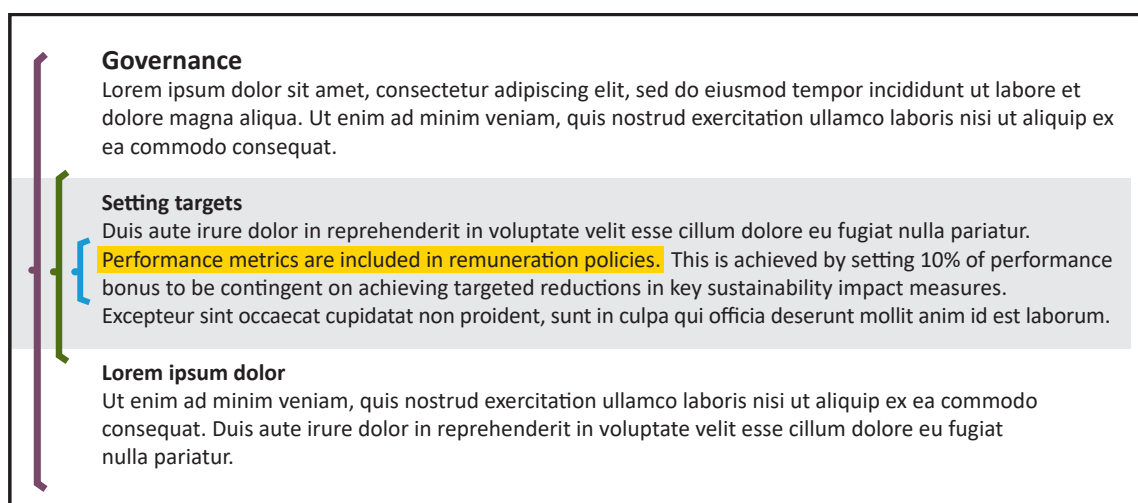 Governance
Lorem ipsum dolor sit amet, consectetur adipiscing elit, sed do eiusmod tempor incididunt ut labore et
dolore magna aliqua. Ut enim ad minim veniam, quis nostrud exercitation ullamco laboris nisi ut aliquip ex
ea commodo consequat.
Setting targets
Duis aute irure dolor in reprehenderit in voluptate velit esse cillum dolore eu fugiat nulla pariatur.
Performance metrics are included in remuneration policies. This is achieved by setting 10% of performance
bonus to be contingent on achieving targeted reductions in key sustainability impact measures.
Excepteur sint occaecat cupidatat non proident, sunt in culpa qui officia deserunt mollit anim id est laborum.
Lorem ipsum dolor
Ut enim ad minim veniam, quis nostrud exercitation ullamco laboris nisi ut aliquip ex ea commodo
consequat. Duis aute irure dolor in reprehenderit in voluptate velit esse cillum dolore eu fugiat
nulla pariatur.